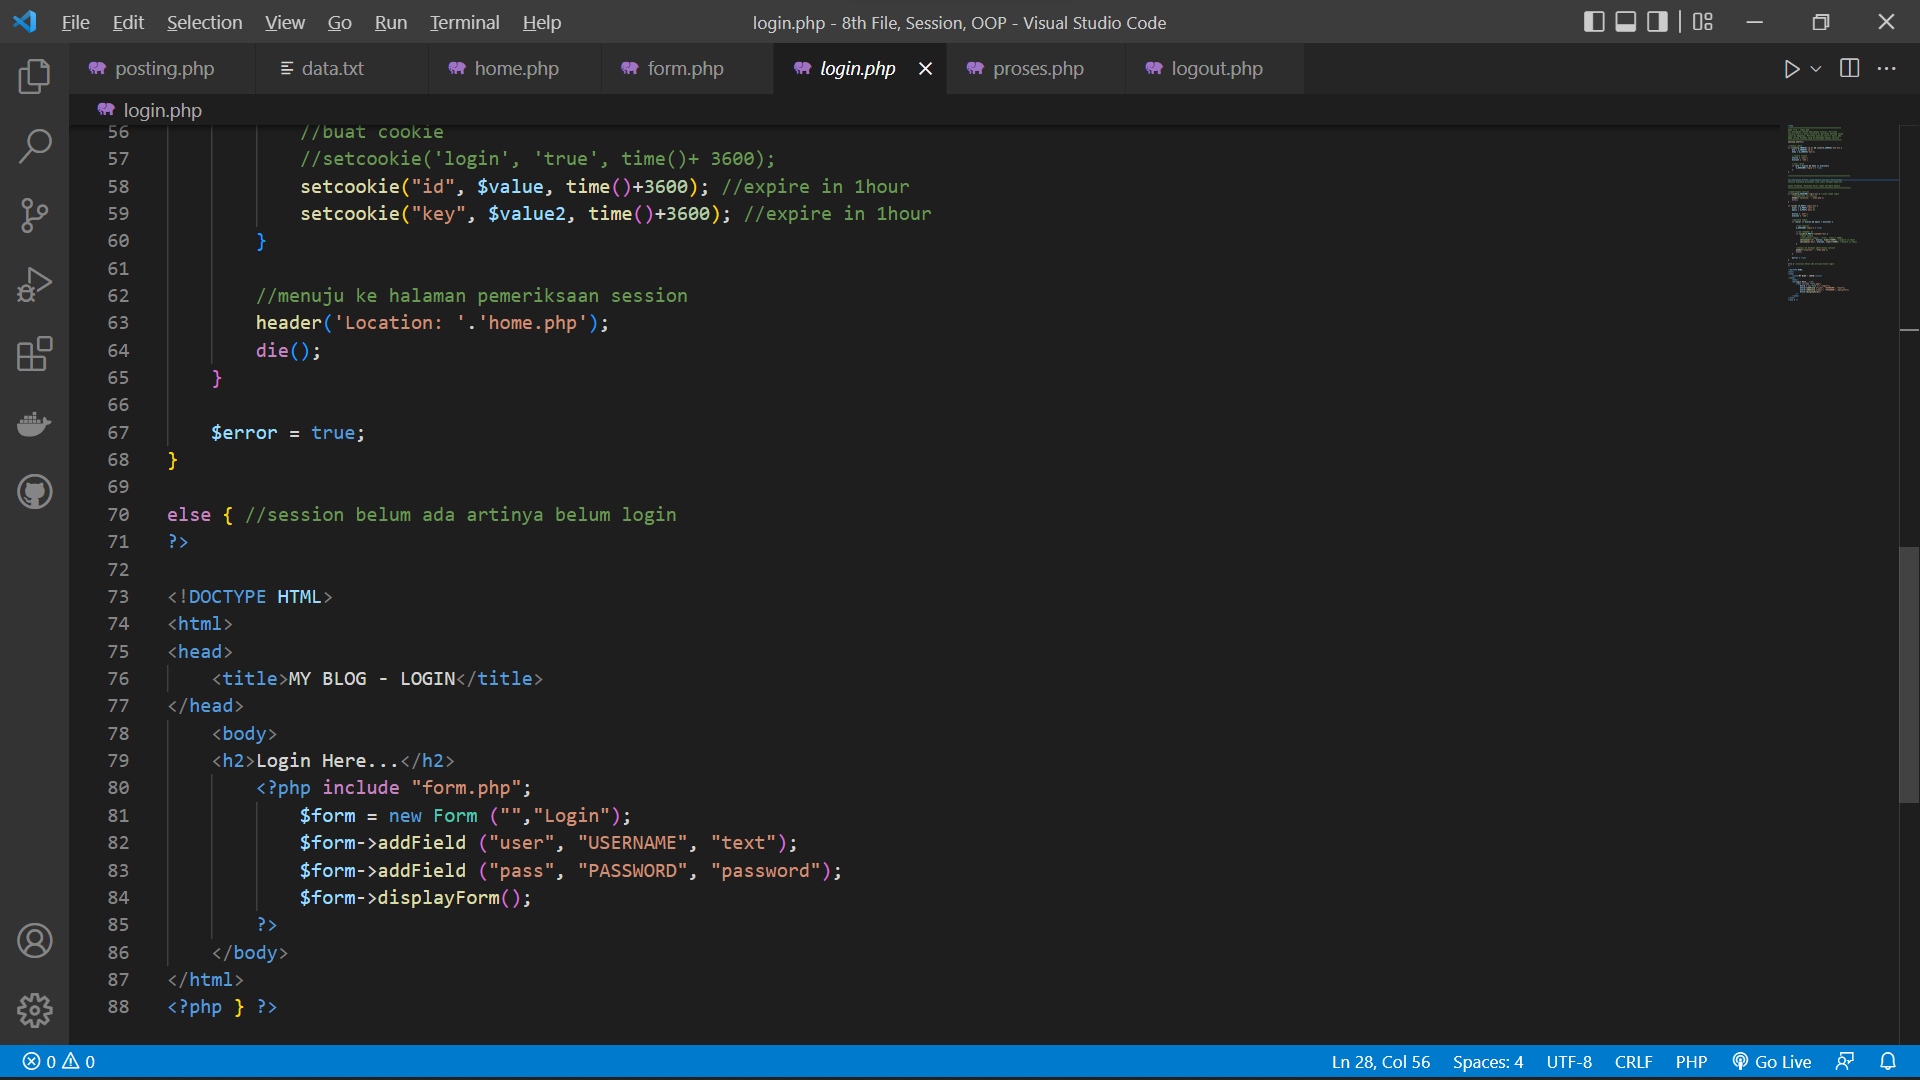 File Edit Selection View Go Run Terminal Help login.php - 8th File, Session, OOP - Visual Studio Code
posting.php data.txt home.php form.php login.php proses.php logout.php
login.php
56 //buat cookie
57 //setcookie('login', 'true', time()+ 3600);
58 setcookie("id", $value, time()+3600); //expire in 1hour
59 setcookie("key", $value2, time()+3600); //expire in 1hour
60 }
61
62 //menuju ke halaman pemeriksaan session
63 header('Location: '.'home.php');
64 die();
65 }
66
67 $error = true;
68 }
69
70 else { //session belum ada artinya belum login
71 ?>
72
73 <!DOCTYPE HTML>
74 <html>
75 <head>
76 <title>MY BLOG - LOGIN</title>
77 </head>
78 <body>
79 <h2>Login Here...</h2>
80 <?php include "form.php";
81 $form = new Form ("","Login");
82 $form->addField ("user", "USERNAME", "text");
83 $form->addField ("pass", "PASSWORD", "password");
84 $form->displayForm();
85 ?>
86 </body>
87 </html>
88 <?php } ?>
0 0 Ln 28, Col 56 Spaces: 4 UTF-8 CRLF PHP Go Live